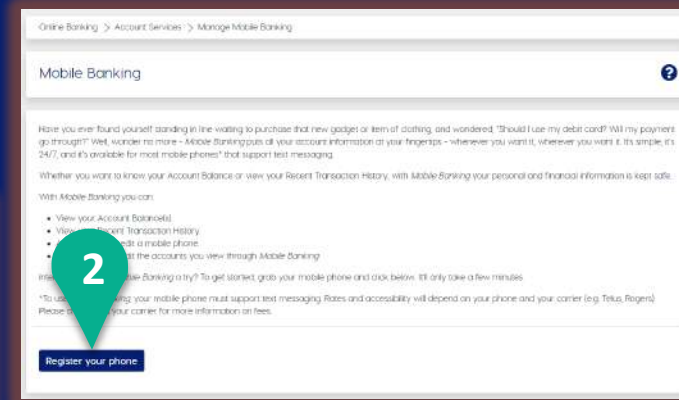 Online Banking > Account Services > Manage Mobile Banking
Mobile Banking
?
Have you ever found yourself standing in line waiting to purchase that new gadget or item of clothing, and wondered, "Should I use my debit card? Will my payment
go through?" Well, wonder no more - Mobile Banking puts all your account information at your fingertips - whenever you want it, wherever you want it. It's simple, it's
24/7, and it's available for most mobile phones* that support text messaging.
Whether you want to know your Account Balance or view your Recent Transaction History, with Mobile Banking your personal and financial information is kept safe.
With Mobile Banking you can:
• View your Account Balance(s)
• View your Recent Transaction History
edit a mobile phone
the accounts you view through Mobile Banking
Banking a try? To get started, grab your mobile phone and click below. It'll only take a few minutes
2
*To your mobile phone must support text messaging. Rates and accessibility will depend on your phone and your carrier (e.g. Telus, Rogers)
Please your carrier for more information on fees.
Register your phone